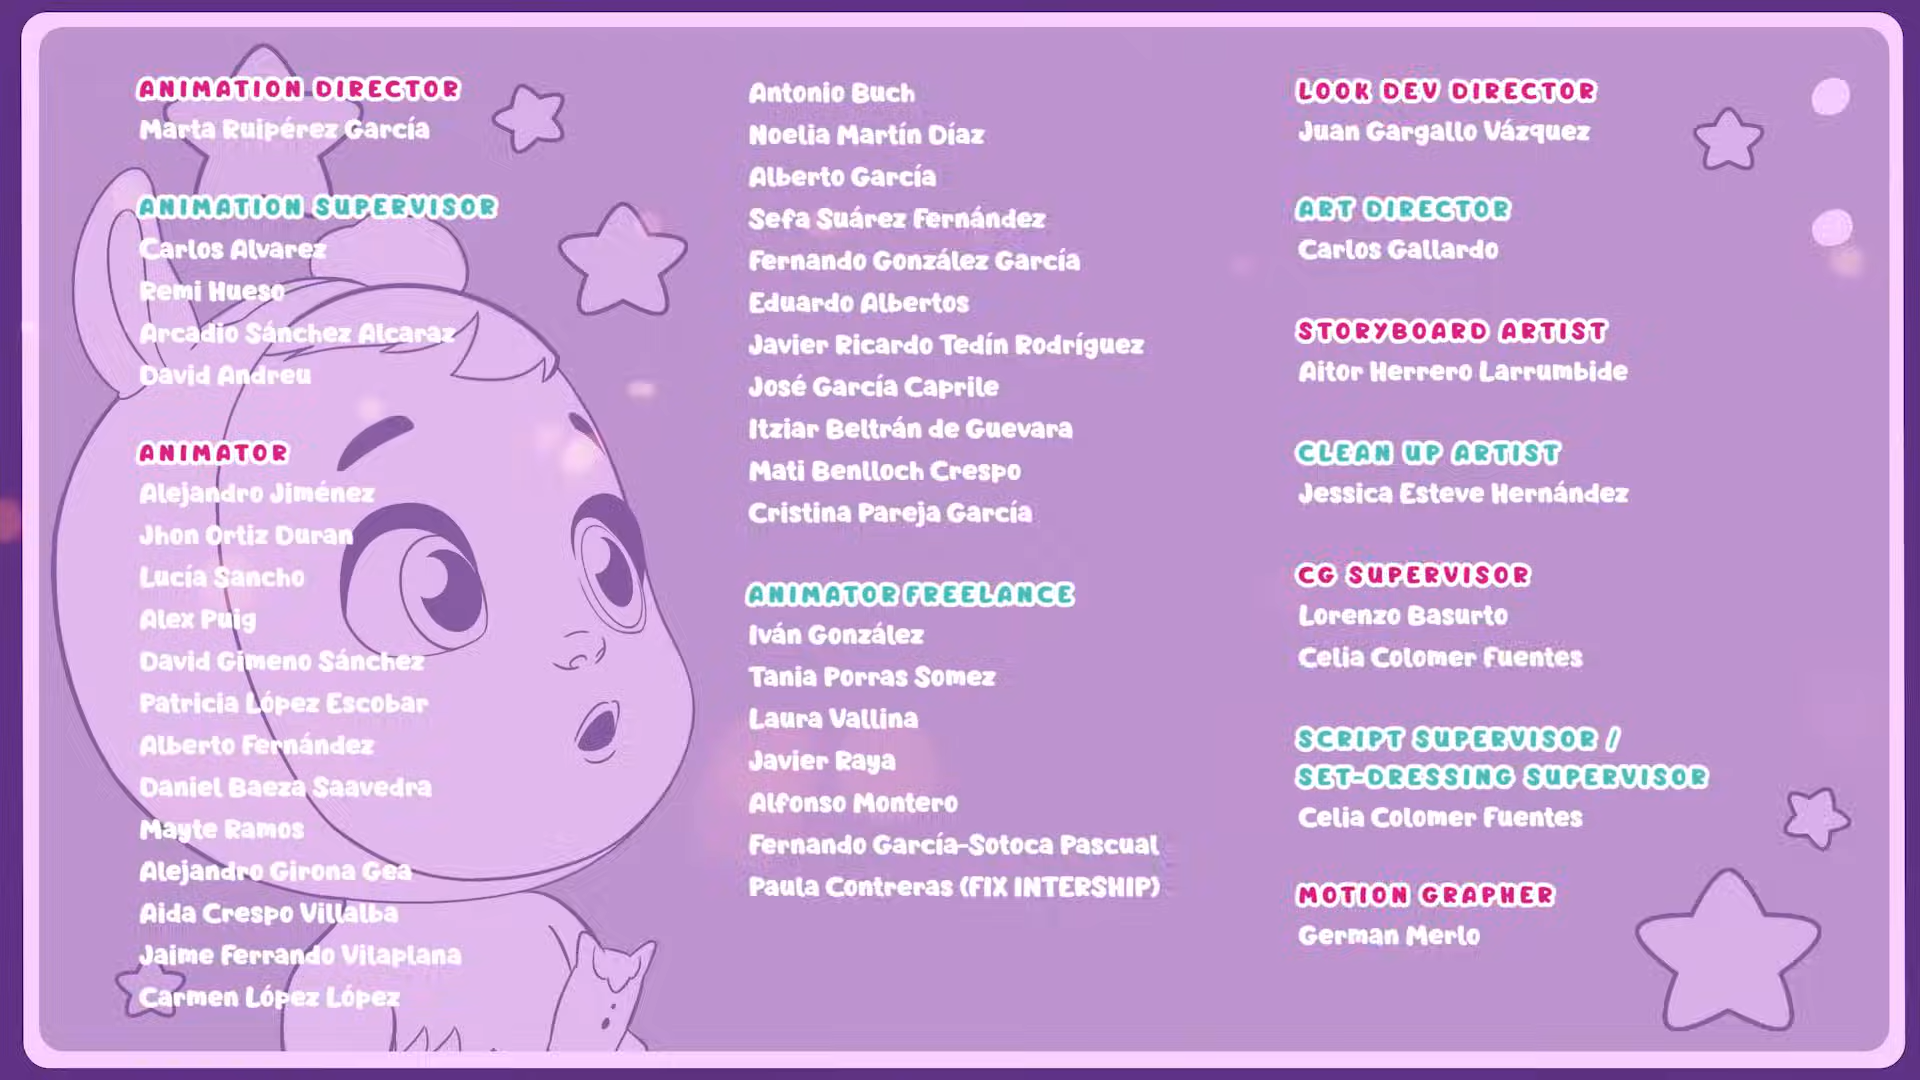 ANIMATION DIRECTOR
Marta Ruipérez García
ANIMATION SUPERVISOR
Carlos Alvarez
Remi Hueso
Arcadio Sánchez Alcaraz
David Andreu
ANIMATOR
Alejandro Jiménez
Jhon Ortiz Duran
Lucía Sancho
Alex Puig
David Gimeno Sánchez
Patricia López Escobar
Alberto Fernández
Daniel Baeza Saavedra
Mayte Ramos
Alejandro Girona Gea
Aida Crespo Villalba
Jaime Ferrando Vilaplana
Carmen López López
Antonio Buch
Noelia Martín Díaz
Alberto García
Sefa Suárez Fernández
Fernando González García
Eduardo Albertos
Javier Ricardo Tedín Rodríguez
José García Caprile
Itziar Beltrán de Guevara
Mati Benlloch Crespo
Cristina Pareja García
ANIMATOR FREELANCE
Iván González
Tania Porras Somez
Laura Vallina
Javier Raya
Alfonso Montero
Fernando García-Sotoca Pascual
Paula Contreras (FIX INTERSHIP)
LOOK DEV DIRECTOR
Juan Gargallo Vázquez
ART DIRECTOR
Carlos Gallardo
STORYBOARD ARTIST
Aitor Herrero Larrumbide
CLEAN UP ARTIST
Jessica Esteve Hernández
CG SUPERVISOR
Lorenzo Basurto
Celia Colomer Fuentes
SCRIPT SUPERVISOR /
SET-DRESSING SUPERVISOR
Celia Colomer Fuentes
MOTION GRAPHER
German Merlo